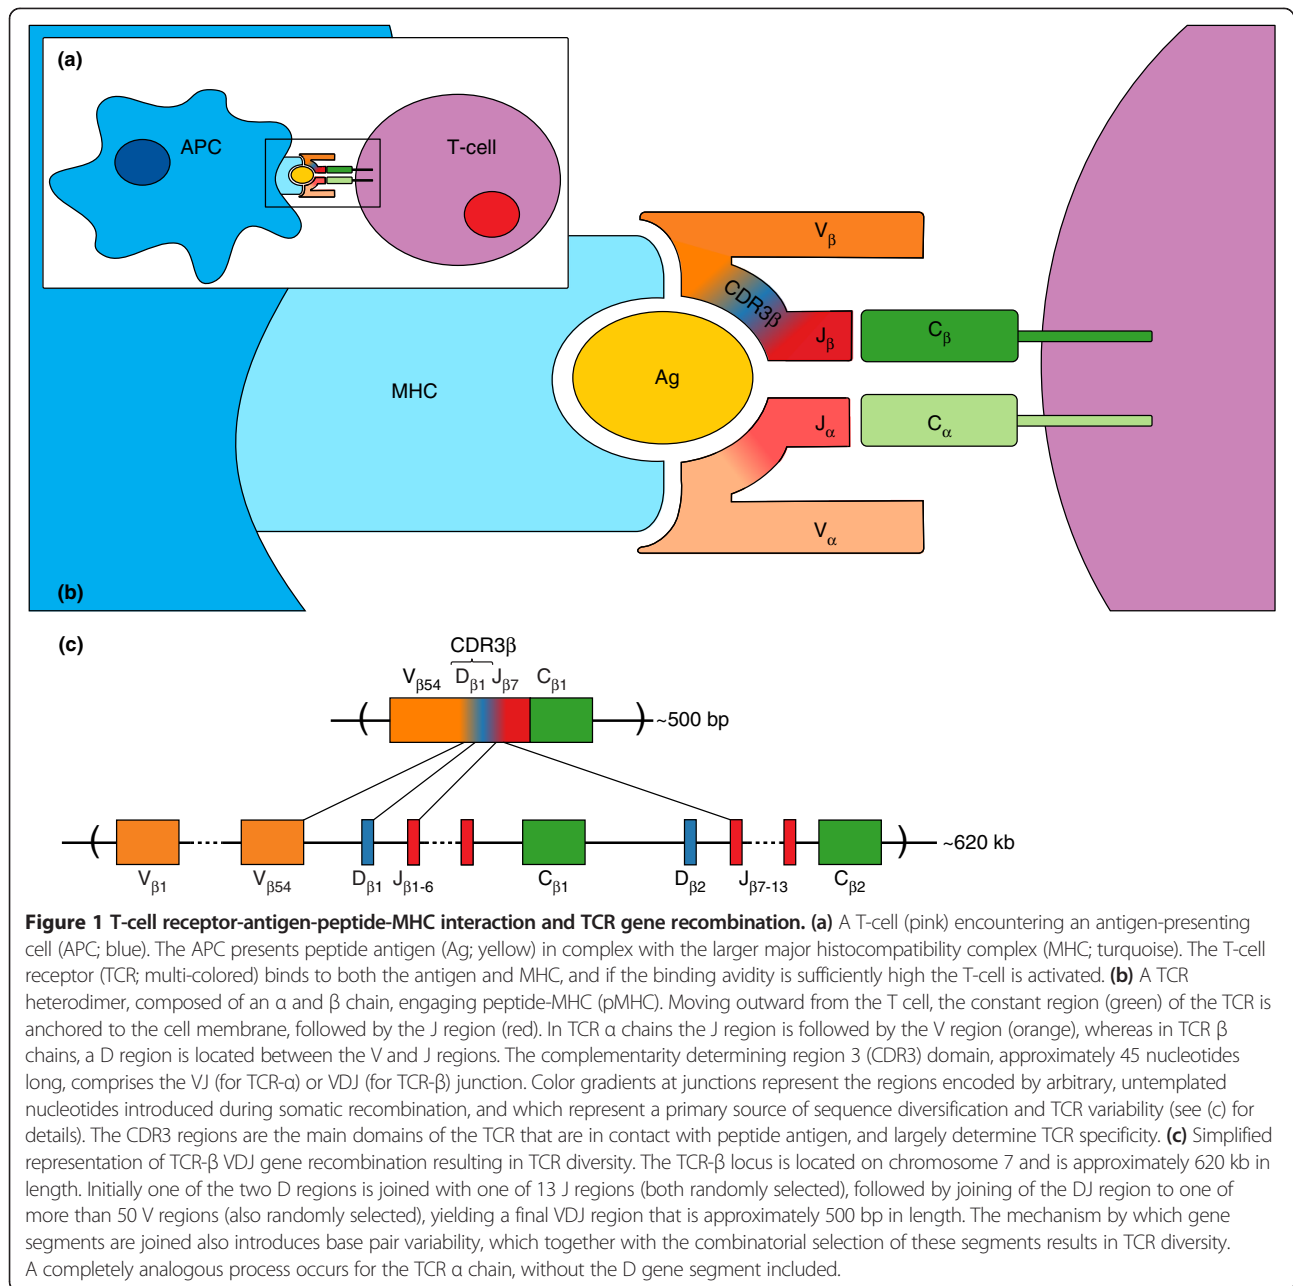 (a)
APC
T-cell
Vβ
CDR3β
Jβ
Cβ
MHC
Ag
Jα
Cα
Vα
(b)
(c)
CDR3β
Vβ54 Dβ1 Jβ7 Cβ1
( ) ~500 bp
( ) ~620 kb
Vβ1 Vβ54 Dβ1 Jβ1-6 Cβ1 Dβ2 Jβ7-13 Cβ2
Figure 1 T-cell receptor-antigen-peptide-MHC interaction and TCR gene recombination. (a) A T-cell (pink) encountering an antigen-presenting
cell (APC; blue). The APC presents peptide antigen (Ag; yellow) in complex with the larger major histocompatibility complex (MHC; turquoise). The T-cell
receptor (TCR; multi-colored) binds to both the antigen and MHC, and if the binding avidity is sufficiently high the T-cell is activated. (b) A TCR
heterodimer, composed of an α and β chain, engaging peptide-MHC (pMHC). Moving outward from the T cell, the constant region (green) of the TCR is
anchored to the cell membrane, followed by the J region (red). In TCR α chains the J region is followed by the V region (orange), whereas in TCR β
chains, a D region is located between the V and J regions. The complementarity determining region 3 (CDR3) domain, approximately 45 nucleotides
long, comprises the VJ (for TCR-α) or VDJ (for TCR-β) junction. Color gradients at junctions represent the regions encoded by arbitrary, untemplated
nucleotides introduced during somatic recombination, and which represent a primary source of sequence diversification and TCR variability (see (c) for
details). The CDR3 regions are the main domains of the TCR that are in contact with peptide antigen, and largely determine TCR specificity. (c) Simplified
representation of TCR-β VDJ gene recombination resulting in TCR diversity. The TCR-β locus is located on chromosome 7 and is approximately 620 kb in
length. Initially one of the two D regions is joined with one of 13 J regions (both randomly selected), followed by joining of the DJ region to one of
more than 50 V regions (also randomly selected), yielding a final VDJ region that is approximately 500 bp in length. The mechanism by which gene
segments are joined also introduces base pair variability, which together with the combinatorial selection of these segments results in TCR diversity.
A completely analogous process occurs for the TCR α chain, without the D gene segment included.